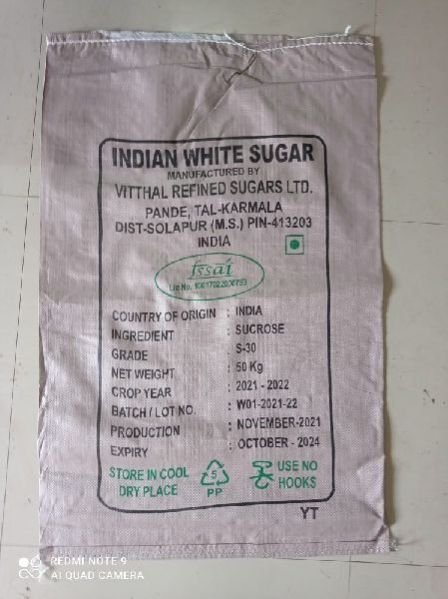 INDIAN WHITE SUGAR
MANUFACTURED BY
VITTHAL REFINED SUGARS LTD.
PANDE, TAL-KARMALA
DIST-SOLAPUR (M.S.) PIN-413203
INDIA
fssai
Lic No.
COUNTRY OF ORIGIN : INDIA
INGREDIENT : SUCROSE
GRADE : S-30
NET WEIGHT : 50 Kg
CROP YEAR : 2021 - 2022
BATCH / LOT NO. : W01-2021-22
PRODUCTION : NOVEMBER-2021
EXPIRY : OCTOBER - 2024
STORE IN COOL
DRY PLACE
5
PP
USE NO
HOOKS
YT
REDMI NOTE 9
AI QUAD CAMERA